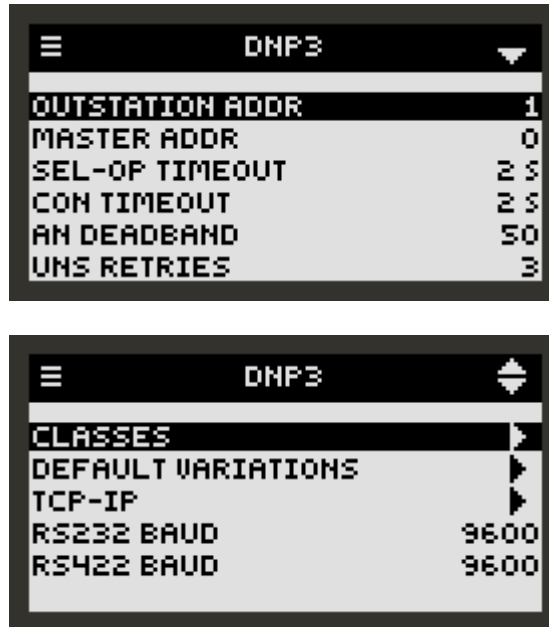 DNP3
OUTSTATION ADDR 1
MASTER ADDR 0
SEL-OP TIMEOUT 2 S
CON TIMEOUT 2 S
AN DEADBAND 50
UNS RETRIES 3
DNP3
CLASSES
DEFAULT VARIATIONS
TCP-IP
RS232 BAUD 9600
RS422 BAUD 9600